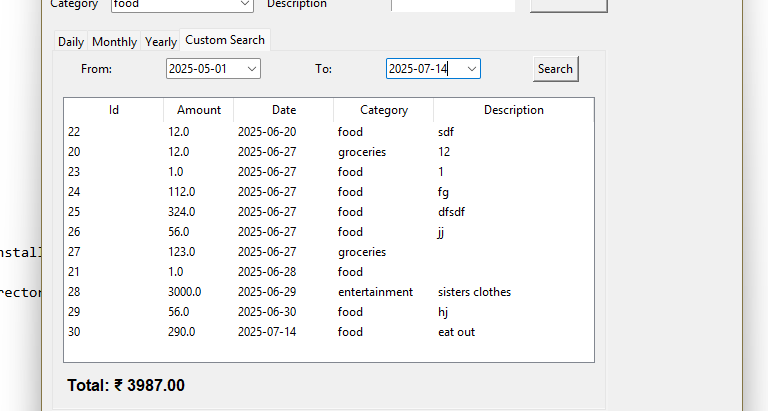 Category food Description
Daily Monthly Yearly Custom Search
From: 2025-05-01 To: 2025-07-14 Search
Id Amount Date Category Description
22 12.0 2025-06-20 food sdf
20 12.0 2025-06-27 groceries 12
23 1.0 2025-06-27 food 1
24 112.0 2025-06-27 food fg
25 324.0 2025-06-27 food dfsdf
26 56.0 2025-06-27 food jj
nstall
27 123.0 2025-06-27 groceries
21 1.0 2025-06-28 food
rector
28 3000.0 2025-06-29 entertainment sisters clothes
29 56.0 2025-06-30 food hj
30 290.0 2025-07-14 food eat out
Total: ₹ 3987.00